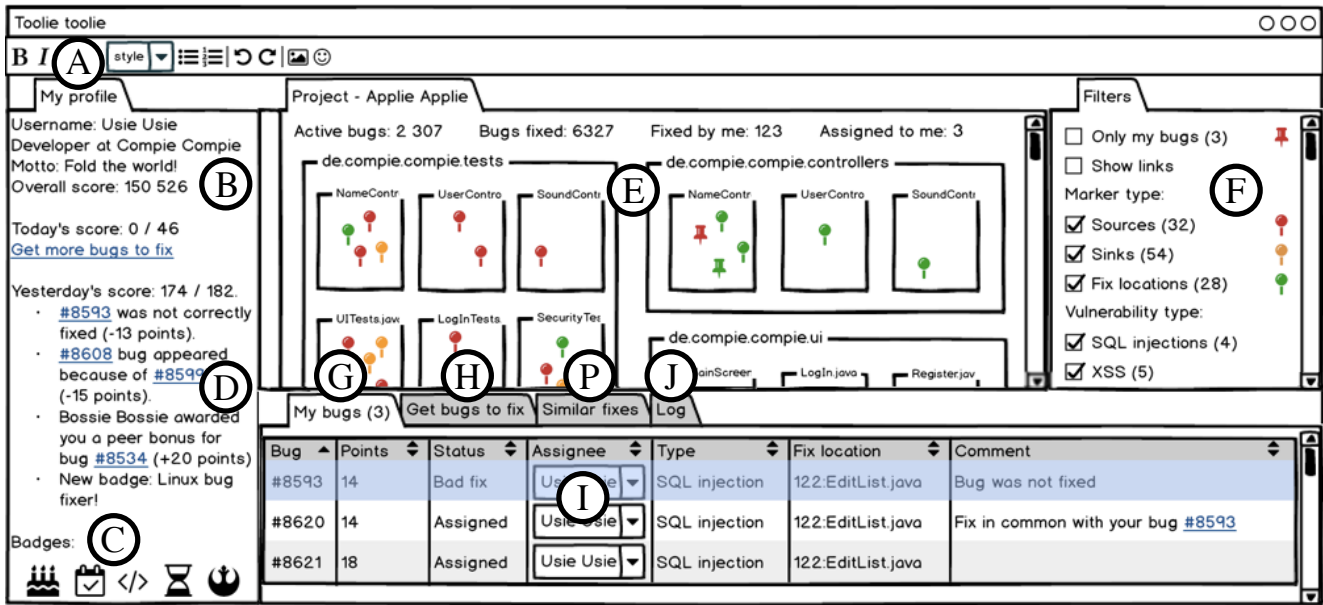 Toolie toolie
B I A style
My profile
Username: Usie Usie
Developer at Compie Compie
Motto: Fold the world!
Overall score: 150 526
B
Today's score: 0 / 46
Get more bugs to fix
Yesterday's score: 174 / 182.
#8593 was not correctly
fixed (-13 points).
#8608 bug appeared
because of #8599
(-15 points).
D
Bossie Bossie awarded
you a peer bonus for
bug #8534 (+20 points)
New badge: Linux bug
fixer!
Badges: C
</>
Project - Applie Applie
Active bugs: 2 307 Bugs fixed: 6327 Fixed by me: 123 Assigned to me: 3
de.compie.compie.tests
NameContr UserContro SoundContr
UITests.java LogInTests. SecurityTes
E
de.compie.compie.controllers
NameContr UserContro SoundContr
de.compie.compie.ui
LogIn.java Register.jav
Filters
Only my bugs (3)
Show links
F
Marker type:
Sources (32)
Sinks (54)
Fix locations (28)
Vulnerability type:
SQL injections (4)
XSS (5)
G H P J
My bugs (3) Get bugs to fix Similar fixes Log
Bug Points Status Assignee Type Fix location Comment
#8593 14 Bad fix Usie Usie SQL injection 122:EditList.java Bug was not fixed
I
#8620 14 Assigned Usie Usie SQL injection 122:EditList.java Fix in common with your bug #8593
#8621 18 Assigned Usie Usie SQL injection 122:EditList.java